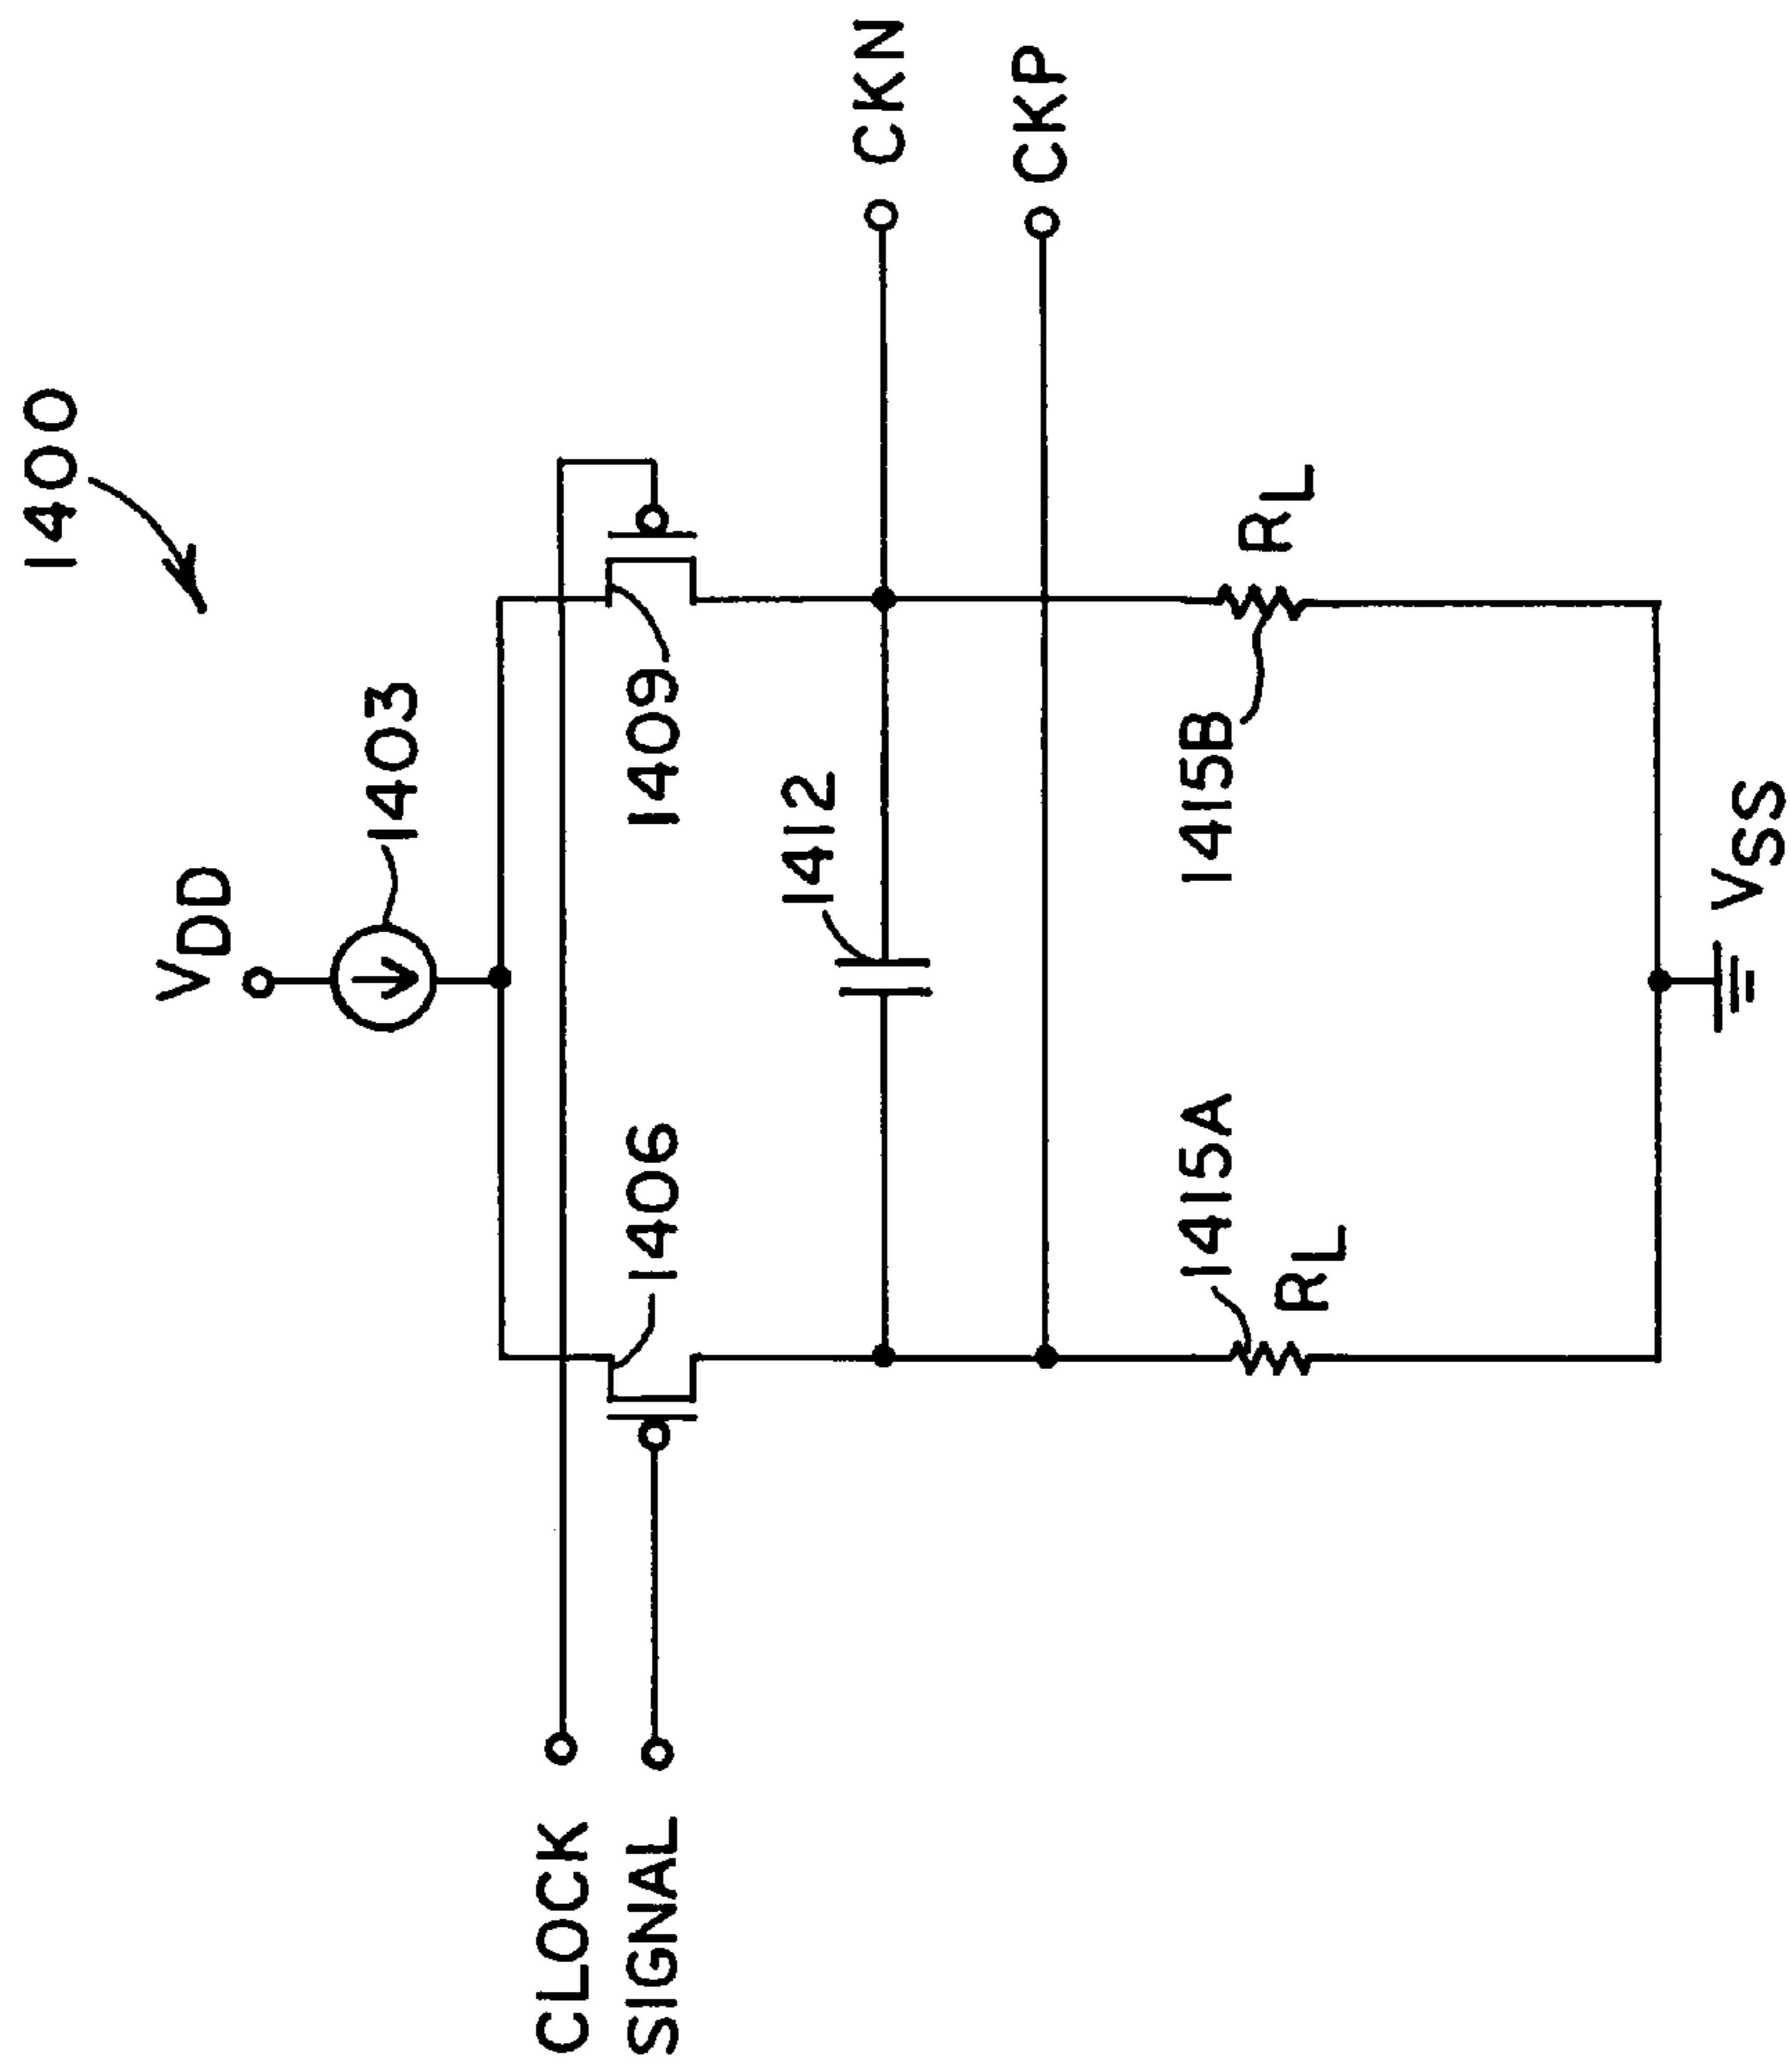 1400
VDD
1403
CLOCK
SIGNAL
1406
1409
1412
CKN
CKP
1415A
RL
1415B
RL
VSS